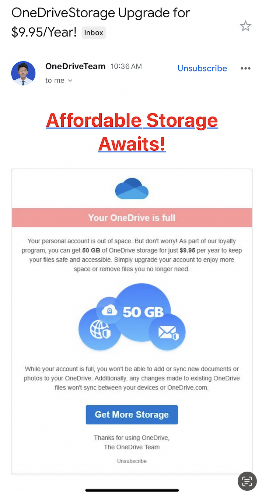 OneDriveStorage Upgrade for
$9.95/Year! Inbox
OneDriveTeam 10:36 AM Unsubscribe
to me
Affordable Storage
Awaits!
Your OneDrive is full
Your personal account is out of space. But don't worry! As part of our loyalty
program, you can get 50 GB of OneDrive storage for just $9.95 per year to keep
your files safe and accessible. Simply upgrade your account to enjoy more
space or remove files you no longer need.
50 GB
While your account is full, you won't be able to add or sync new documents or
photos to your OneDrive. Additionally, any changes made to existing OneDrive
files won't sync between your devices or OneDrive.com.
Get More Storage
Thanks for using OneDrive,
The OneDrive Team
Unsubscribe